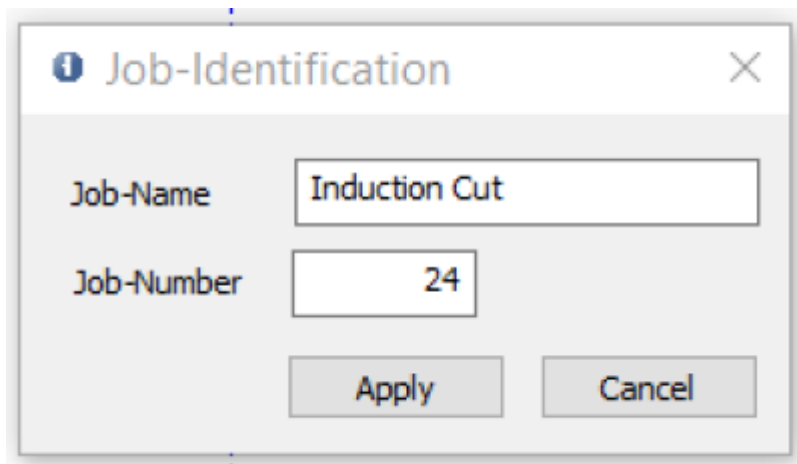 Job-Identification
Job-Name Induction Cut
Job-Number 24
Apply Cancel